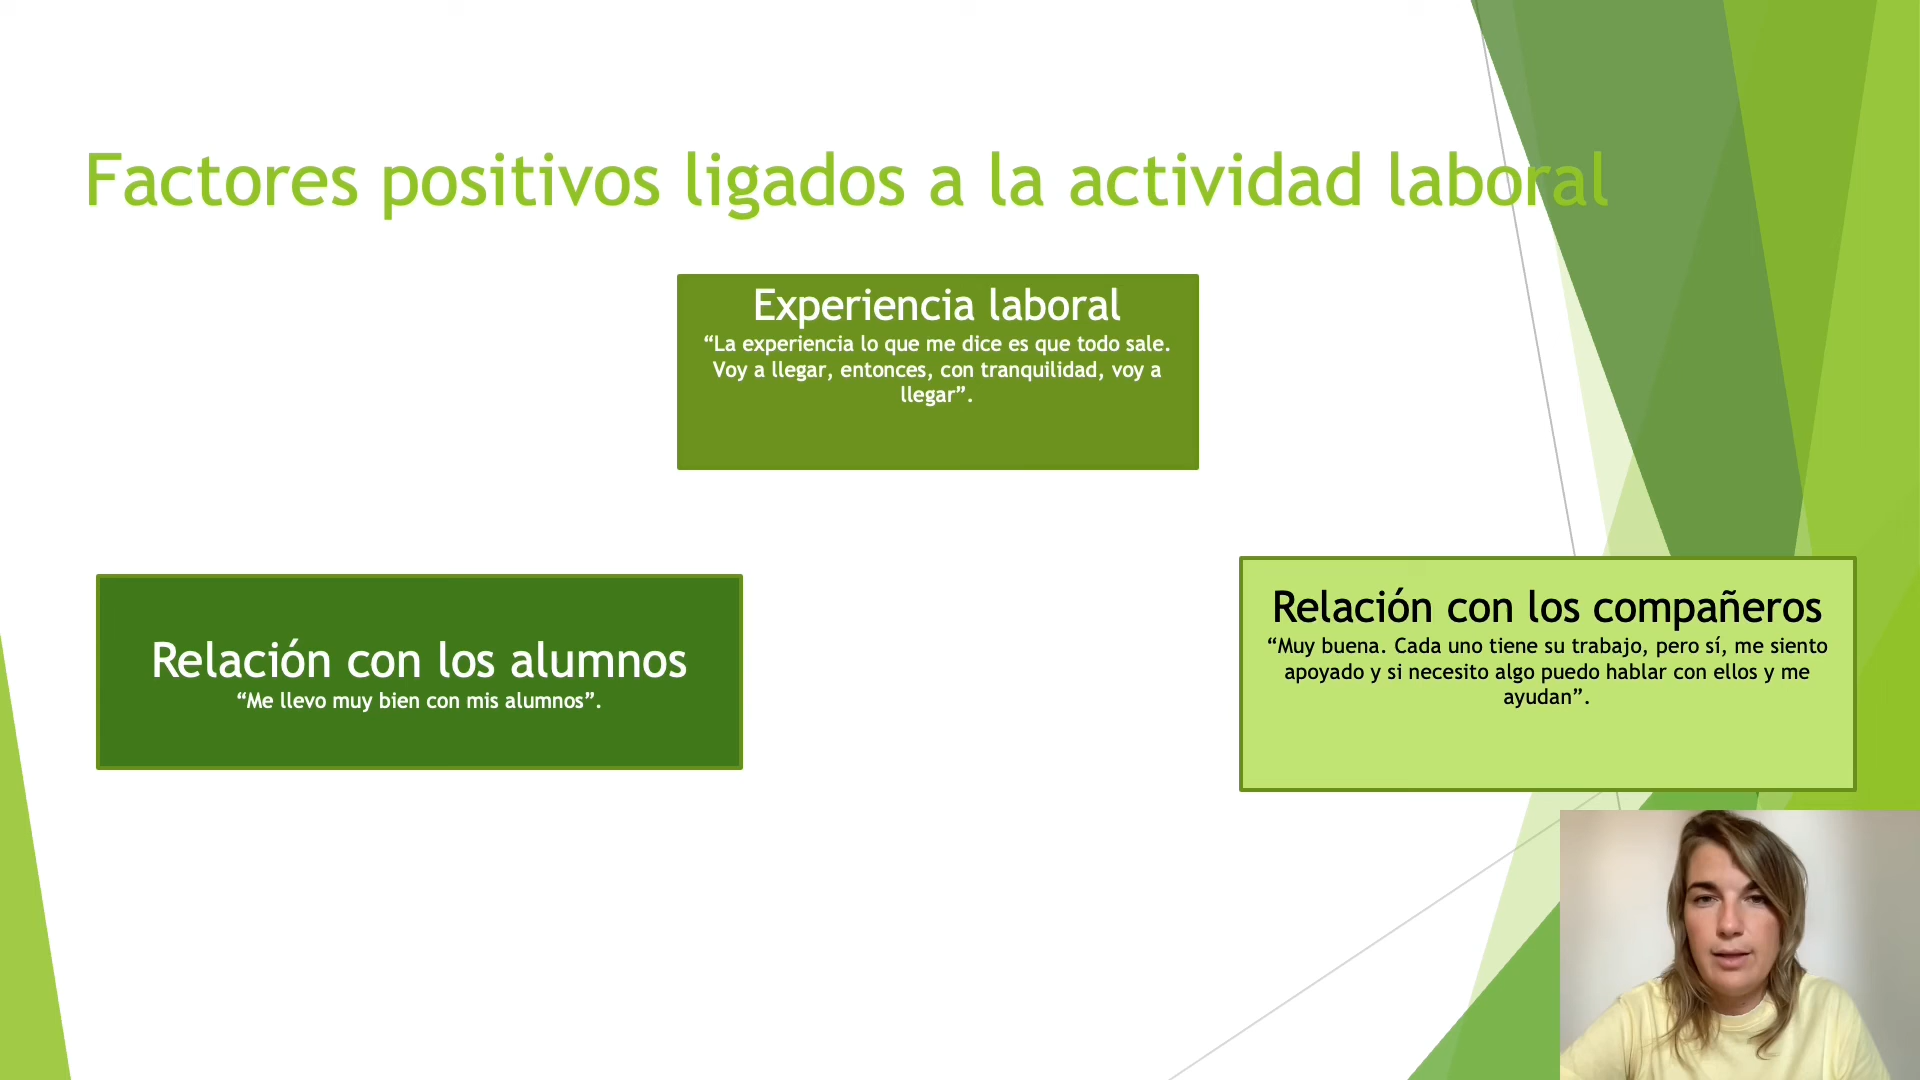 Factores positivos ligados a la actividad laboral
Experiencia laboral
“La experiencia lo que me dice es que todo sale.
Voy a llegar, entonces, con tranquilidad, voy a
llegar”.
Relación con los alumnos
“Me llevo muy bien con mis alumnos”.
Relación con los compañeros
“Muy buena. Cada uno tiene su trabajo, pero sí, me siento
apoyado y si necesito algo puedo hablar con ellos y me
ayudan”.